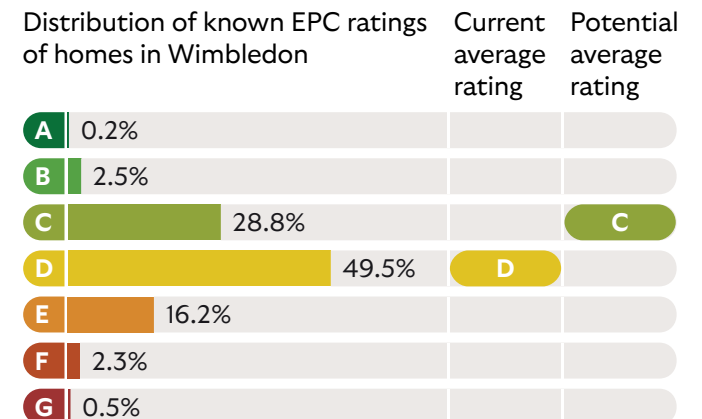 Distribution of known EPC ratings
of homes in Wimbledon
Current
average
rating
Potential
average
rating
A 0.2%
B 2.5%
C 28.8% C
D 49.5% D
E 16.2%
F 2.3%
G 0.5%